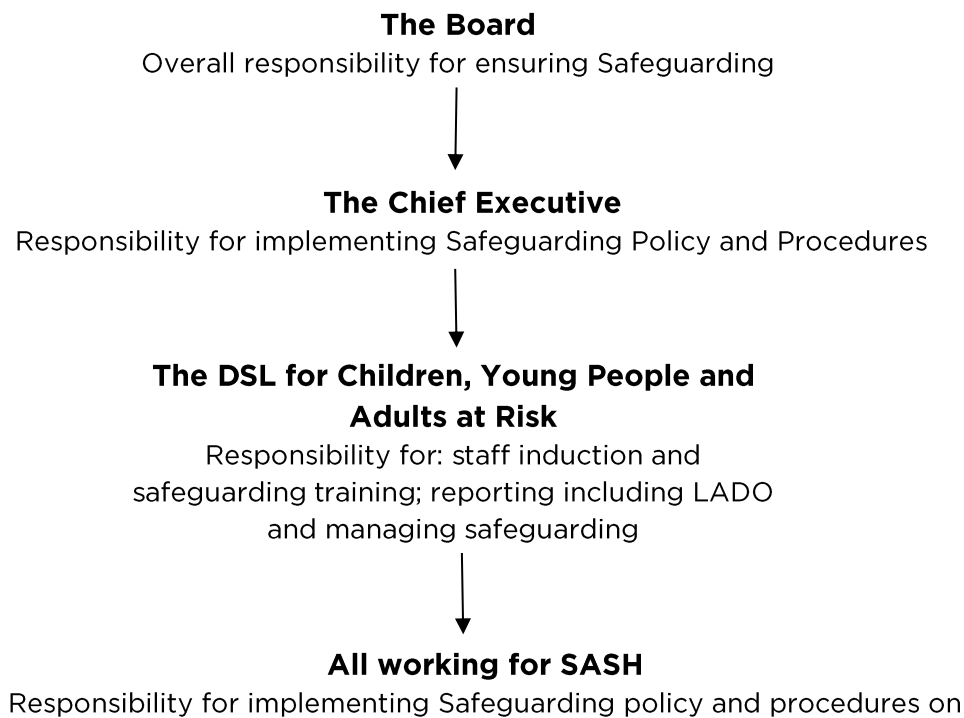 The Board
Overall responsibility for ensuring Safeguarding
The Chief Executive
Responsibility for implementing Safeguarding Policy and Procedures
The DSL for Children, Young People and
Adults at Risk
Responsibility for: staff induction and
safeguarding training; reporting including LADO
and managing safeguarding
All working for SASH
Responsibility for implementing Safeguarding policy and procedures on